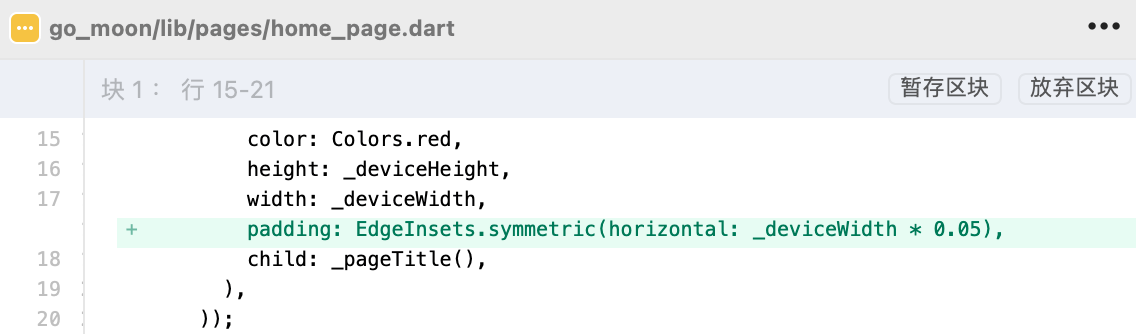 go_moon/lib/pages/home_page.dart
块 1： 行 15-21
暂存区块
放弃区块
15 color: Colors.red,
16 height: _deviceHeight,
17 width: _deviceWidth,
+ padding: EdgeInsets.symmetric(horizontal: _deviceWidth * 0.05),
18 child: _pageTitle(),
19 ),
20 ));